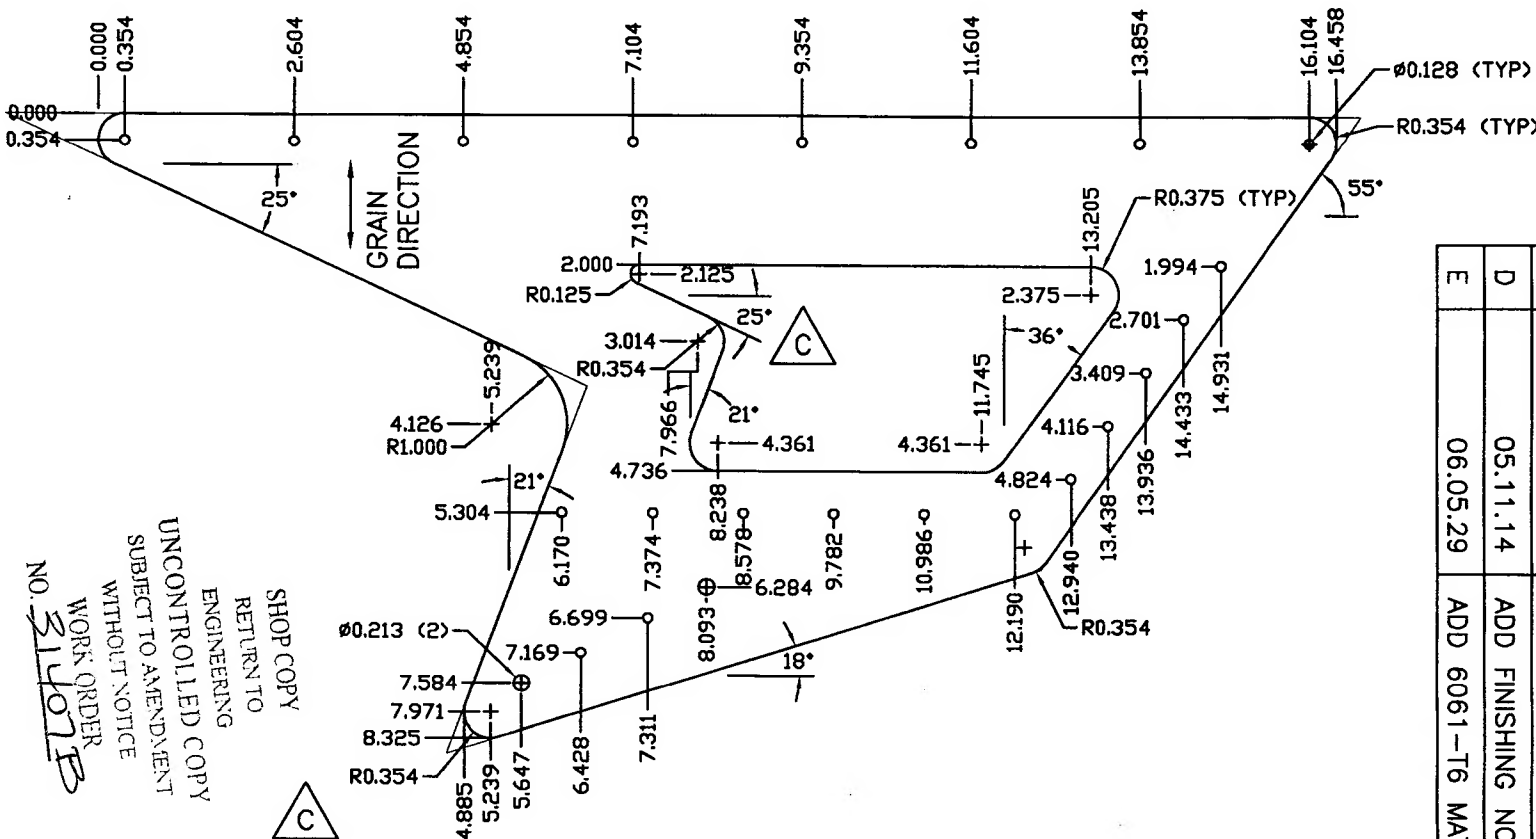 0.000
0.354
2.604
4.854
7.104
9.354
11.604
13.854
16.104
16.458
Ø0.128 (TYP)
R0.354 (TYP)
0.000
0.354
25°
GRAIN
DIRECTION
55°
7.193
13.205
R0.375 (TYP)
2.000
2.125
R0.125
25°
C
2.375
1.994
3.014
R0.354
36°
2.701
5.239
4.126
R1.000
7.966
21°
11.745
3.409
14.931
14.433
4.361
4.361
4.116
13.936
4.736
4.824
13.438
21°
5.304
8.238
12.940
6.170
7.374
8.578
9.782
10.986
12.190
6.284
8.093
R0.354
Ø0.213 (2)
6.699
7.169
18°
7.584
7.971
8.325
R0.354
7.311
6.428
5.647
5.239
4.885
C
SHOP COPY
RETURN TO
ENGINEERING
UNCONTROLLED COPY
SUBJECT TO AMENDMENT
WITHOUT NOTICE
WORK ORDER
NO. 31407B
D 05.11.14 ADD FINISHING NO
E 06.05.29 ADD 6061-T6 MA